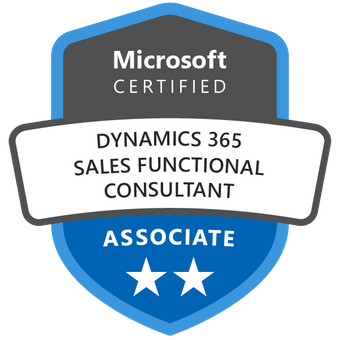 Microsoft
CERTIFIED
DYNAMICS 365
SALES FUNCTIONAL
CONSULTANT
ASSOCIATE